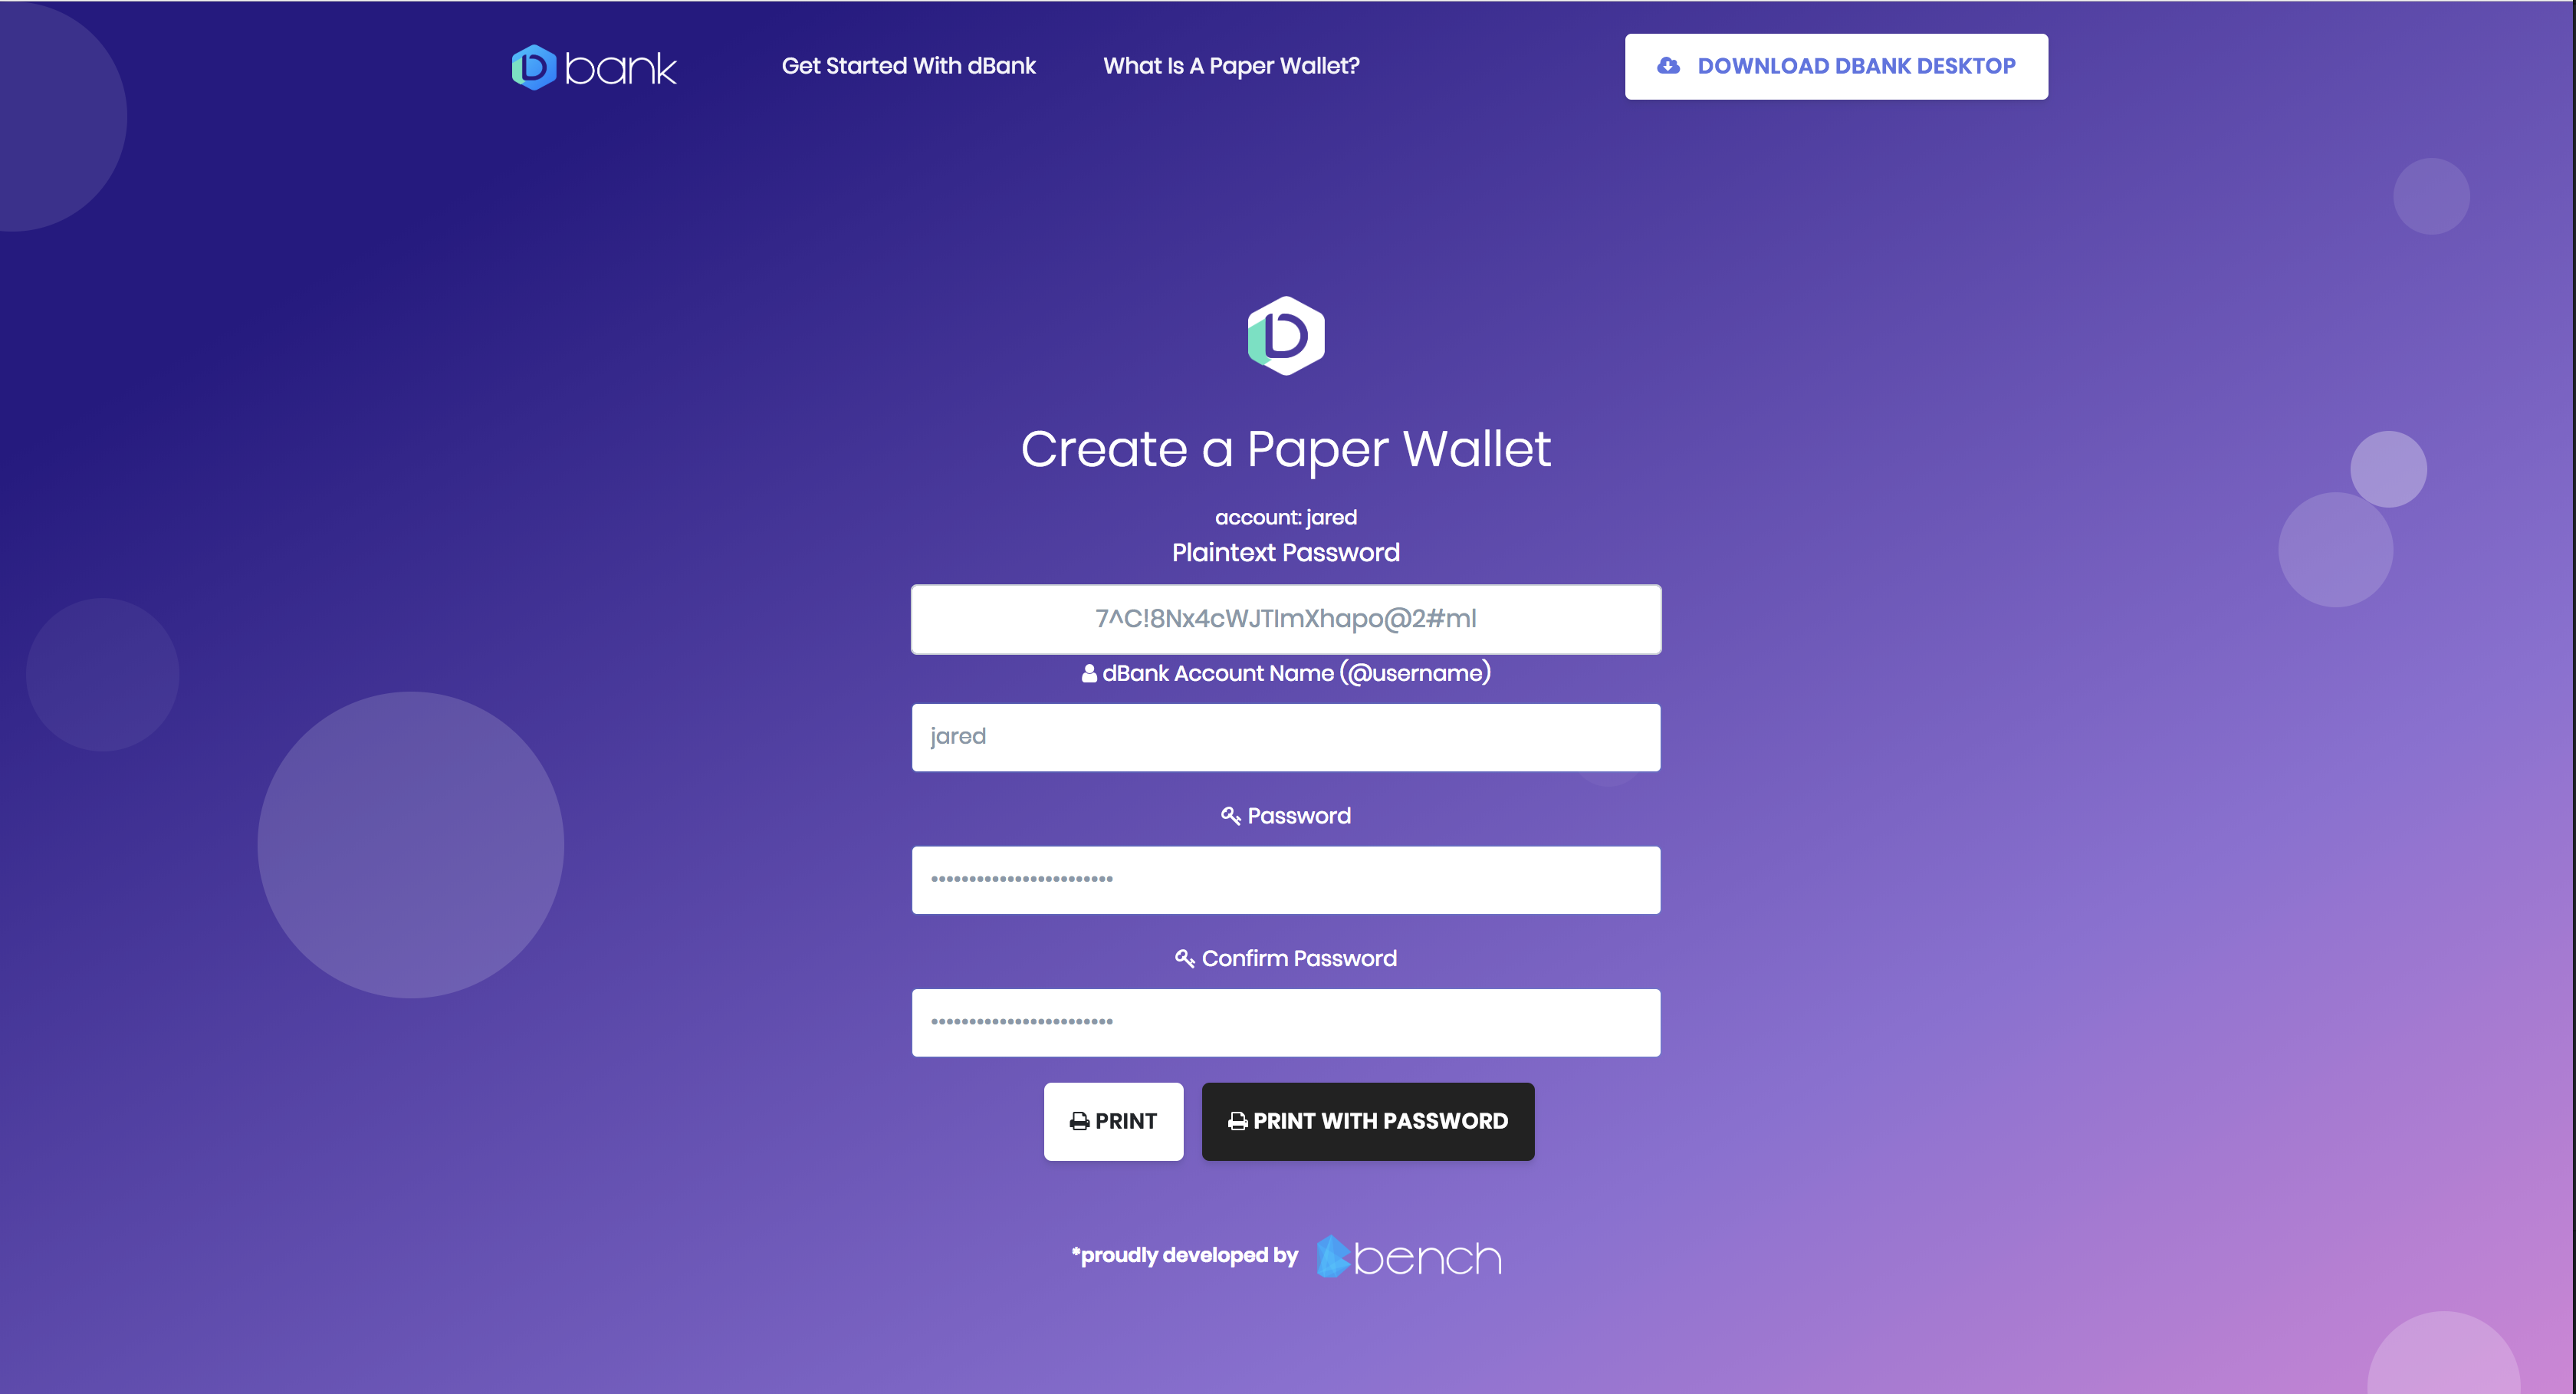 bank
Get Started With dBank
What Is A Paper Wallet?
DOWNLOAD DBANK DESKTOP
Create a Paper Wallet
account: jared
Plaintext Password
7^C!8Nx4cWJTImXhapo@2#ml
dBank Account Name (@username)
jared
Password
••••••••••••••••••••••••
Confirm Password
••••••••••••••••••••••••
PRINT
PRINT WITH PASSWORD
*proudly developed by
bench